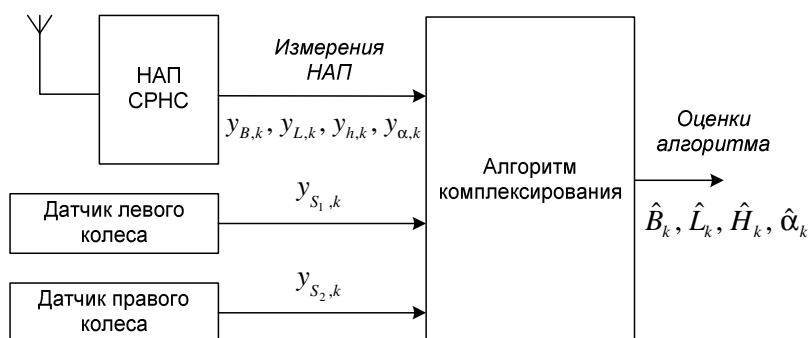 НАП
СРНС
Измерения
НАП
y_{B,k}, y_{L,k}, y_{h,k}, y_{α,k}
Датчик левого
колеса
y_{S_1,k}
Датчик правого
колеса
y_{S_2,k}
Алгоритм
комплексирования
Оценки
алгоритма
B̂_k, L̂_k, Ĥ_k, α̂_k